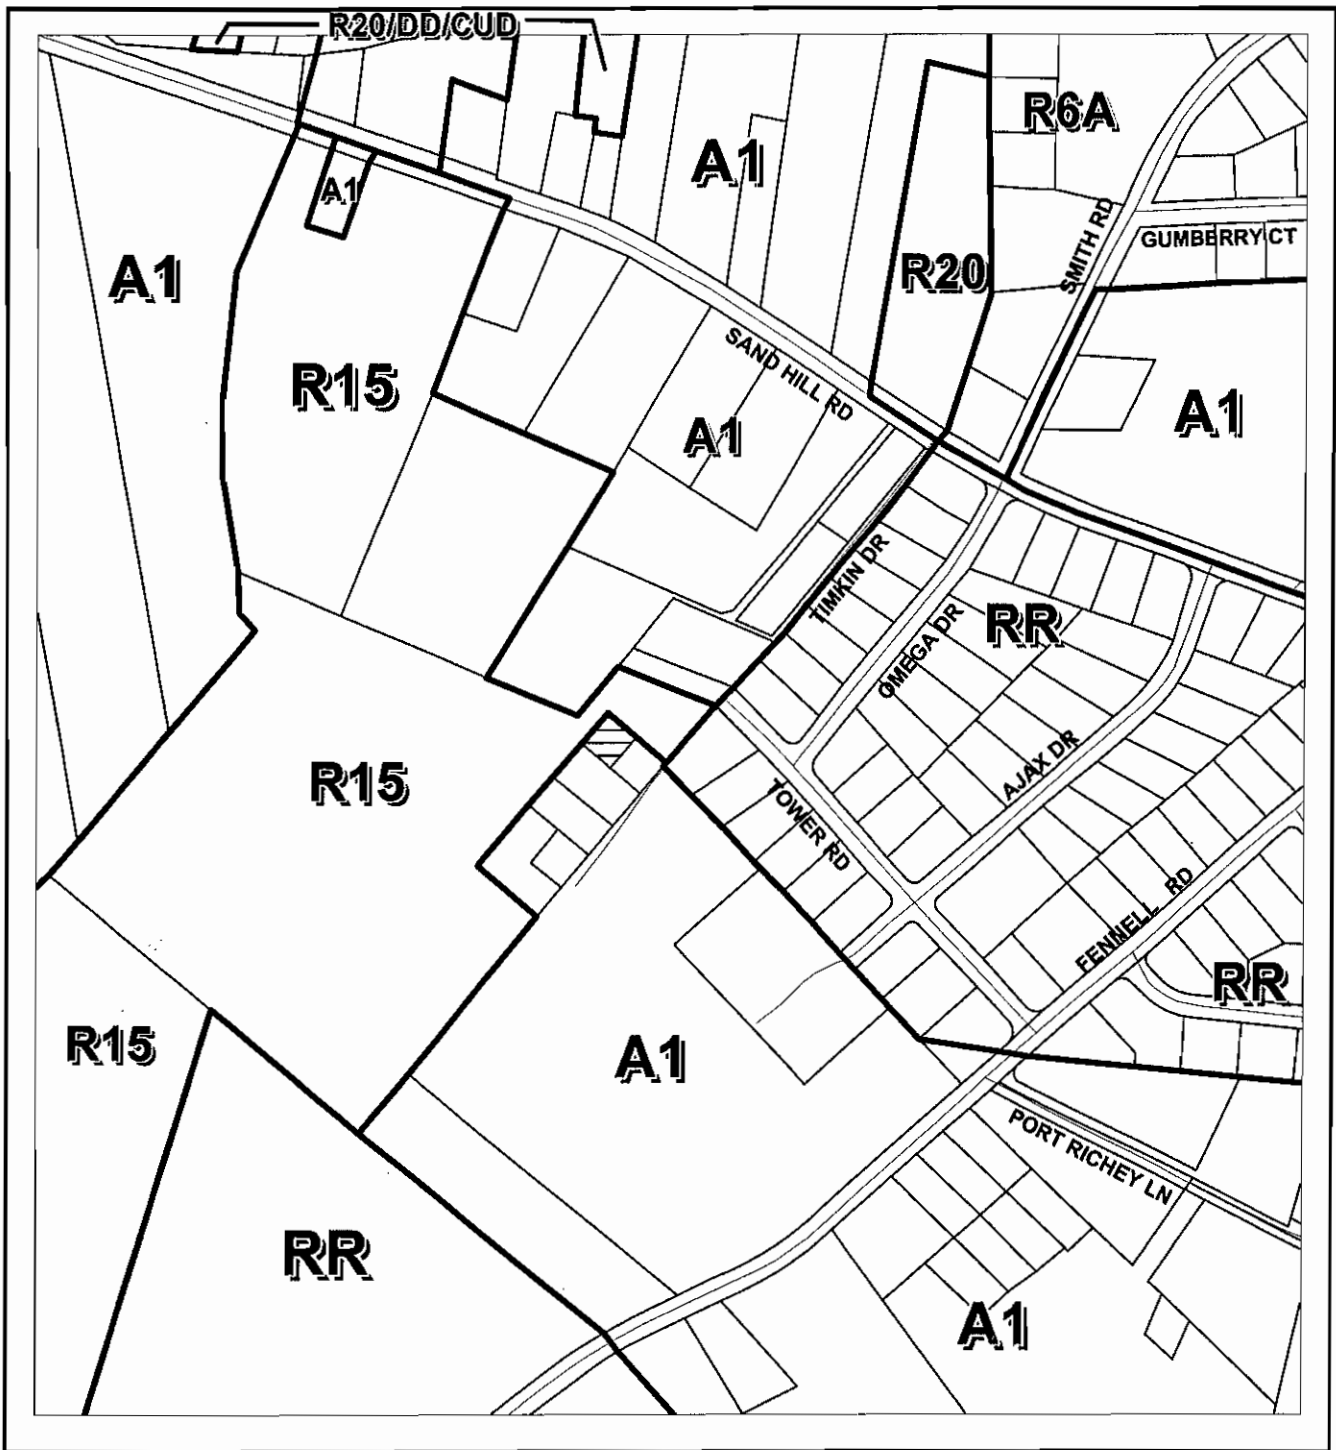 R20/DD/CUD
R6A
A1
A1
SMITH RD
GUMBERRY CT
A1
R20
SAND HILL RD
R15
A1
A1
TIMKIN DR
OMEGA DR
RR
R15
AJAX DR
TOWER RD
FENNELL RD
RR
R15
A1
PORT RICHEY LN
RR
A1